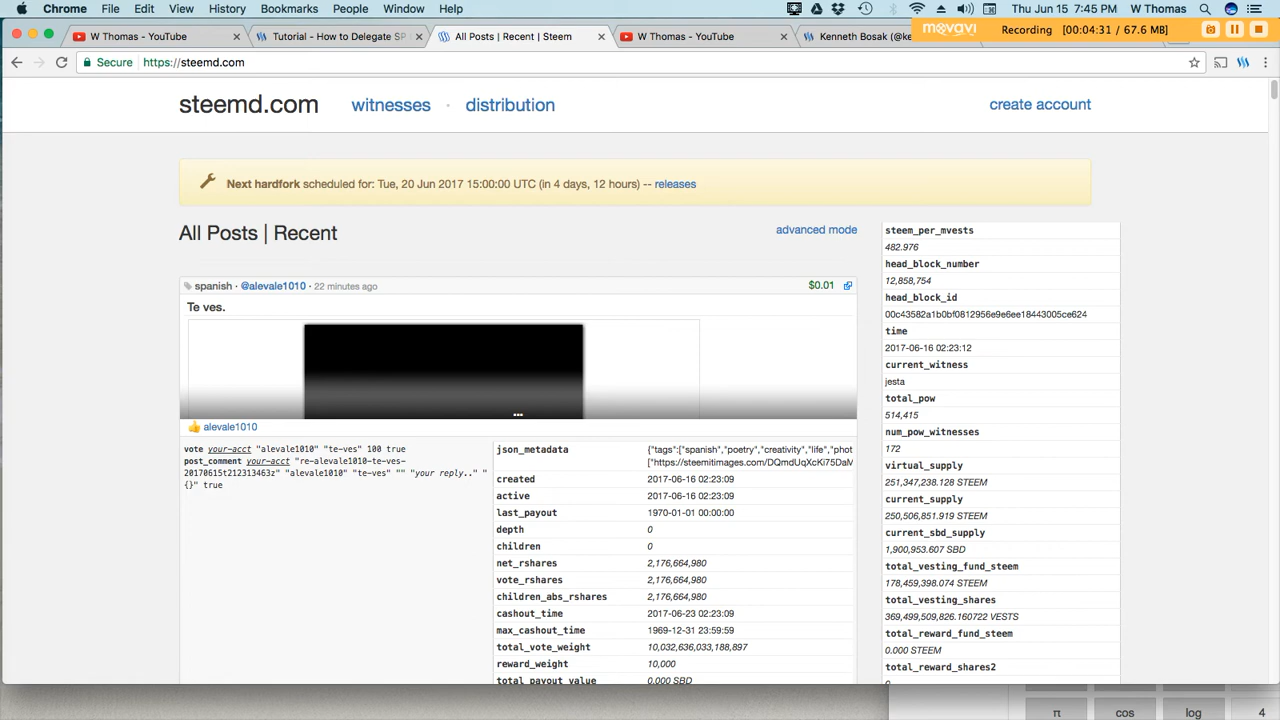 Chrome File Edit View History Bookmarks People Window Help Thu Jun 15 7:45 PM W Thomas
W Thomas - YouTube × Tutorial - How to Delegate SP × All Posts | Recent | Steem × W Thomas - YouTube × Kenneth Bosak (@ke
movavi Recording [00:04:31 / 67.6 MB]
Secure https://steemd.com
steemd.com witnesses · distribution create account
Next hardfork scheduled for: Tue, 20 Jun 2017 15:00:00 UTC (in 4 days, 12 hours) -- releases
All Posts | Recent advanced mode
spanish · @alevale1010 · 22 minutes ago $0.01
Te ves.
...
alevale1010
vote your-acct "alevale1010" "te-ves" 100 true
post_comment your-acct "re-alevale1010-te-ves-
20170615t212313463z" "alevale1010" "te-ves" "" "your reply.." "
{}" true
json_metadata {"tags":["spanish","poetry","creativity","life","phot
["https://steemitimages.com/DQmdUqXcKi75DaM
created 2017-06-16 02:23:09
active 2017-06-16 02:23:09
last_payout 1970-01-01 00:00:00
depth 0
children 0
net_rshares 2,176,664,980
vote_rshares 2,176,664,980
children_abs_rshares 2,176,664,980
cashout_time 2017-06-23 02:23:09
max_cashout_time 1969-12-31 23:59:59
total_vote_weight 10,032,636,033,188,897
reward_weight 10,000
total_payout_value 0.000 SBD
steem_per_mvests
482.976
head_block_number
12,858,754
head_block_id
00c43582a1b0bf0812956e9e6ee18443005ce624
time
2017-06-16 02:23:12
current_witness
jesta
total_pow
514,415
num_pow_witnesses
172
virtual_supply
251,347,238.128 STEEM
current_supply
250,506,851.919 STEEM
current_sbd_supply
1,900,953.607 SBD
total_vesting_fund_steem
178,459,398.074 STEEM
total_vesting_shares
369,499,509,826.160722 VESTS
total_reward_fund_steem
0.000 STEEM
total_reward_shares2
π cos log 4